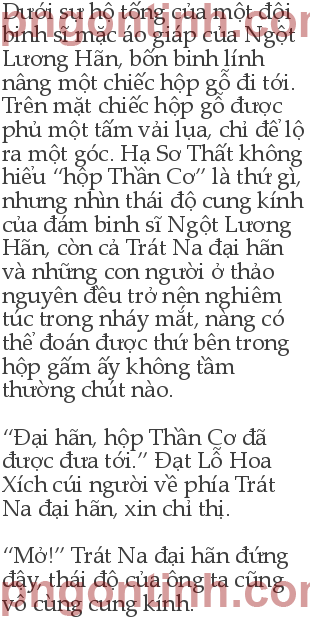 Dưới sự hộ tống của một đội
binh sĩ mặc áo giáp của Ngột
Lương Hãn, bốn binh lính
nâng một chiếc hộp gỗ đi tới.
Trên mặt chiếc hộp gỗ được
phủ một tấm vải lụa, chỉ để lộ
ra một góc. Hạ Sơ Thất không
hiểu “hộp Thần Cơ” là thứ gì,
nhưng nhìn thái độ cung kính
của đám binh sĩ Ngột Lương
Hãn, còn cả Trát Na đại hãn
và những con người ở thảo
nguyên đều trở nên nghiêm
túc trong nháy mắt, nàng có
thể đoán được thứ bên trong
hộp gấm ấy không tầm
thường chút nào.
“Đại hãn, hộp Thần Cơ đã
được đưa tới.” Đạt Lỗ Hoa
Xích cúi người về phía Trát
Na đại hãn, xin chỉ thị.
“Mở!” Trát Na đại hãn đứng
dậy, thái độ của ông ta cũng
vô cùng cung kính.
pngontinh.com
pngontinh.com
pngontinh.com